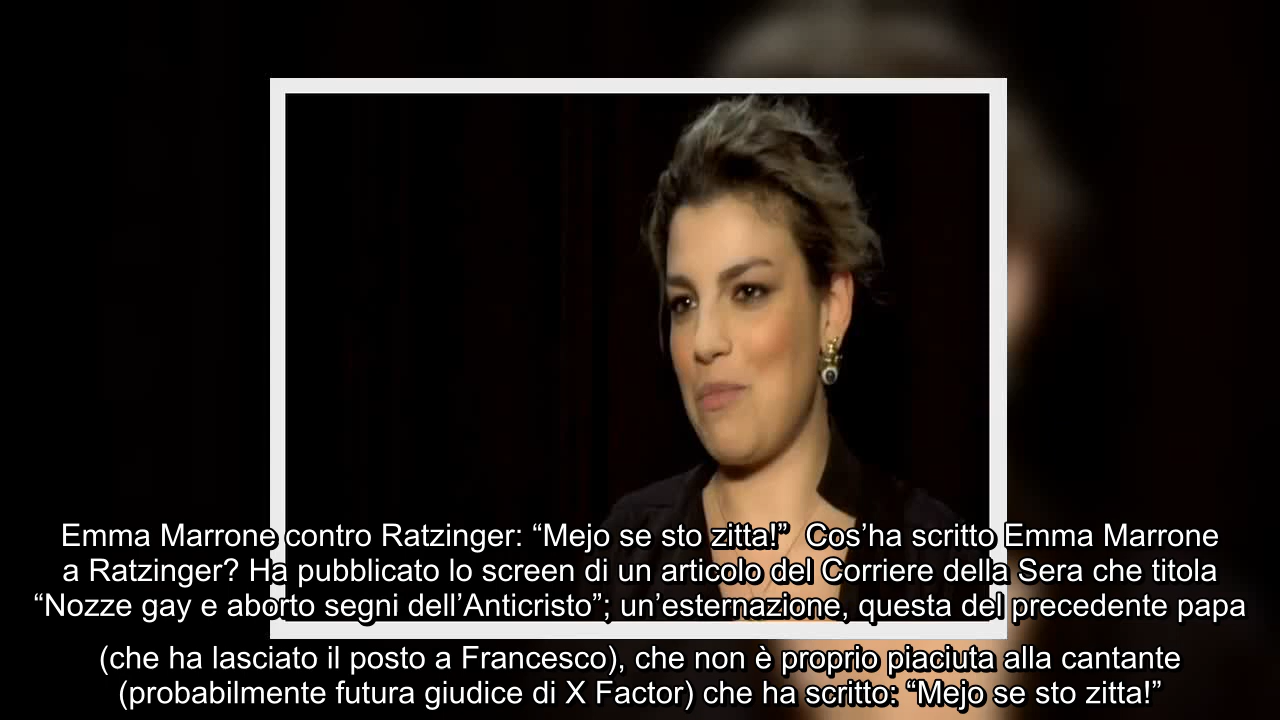 Emma Marrone contro Ratzinger: “Mejo se sto zitta!”  Cos’ha scritto Emma Marrone
a Ratzinger? Ha pubblicato lo screen di un articolo del Corriere della Sera che titola
“Nozze gay e aborto segni dell’Anticristo”; un’esternazione, questa del precedente papa
(che ha lasciato il posto a Francesco), che non è proprio piaciuta alla cantante
(probabilmente futura giudice di X Factor) che ha scritto: “Mejo se sto zitta!”